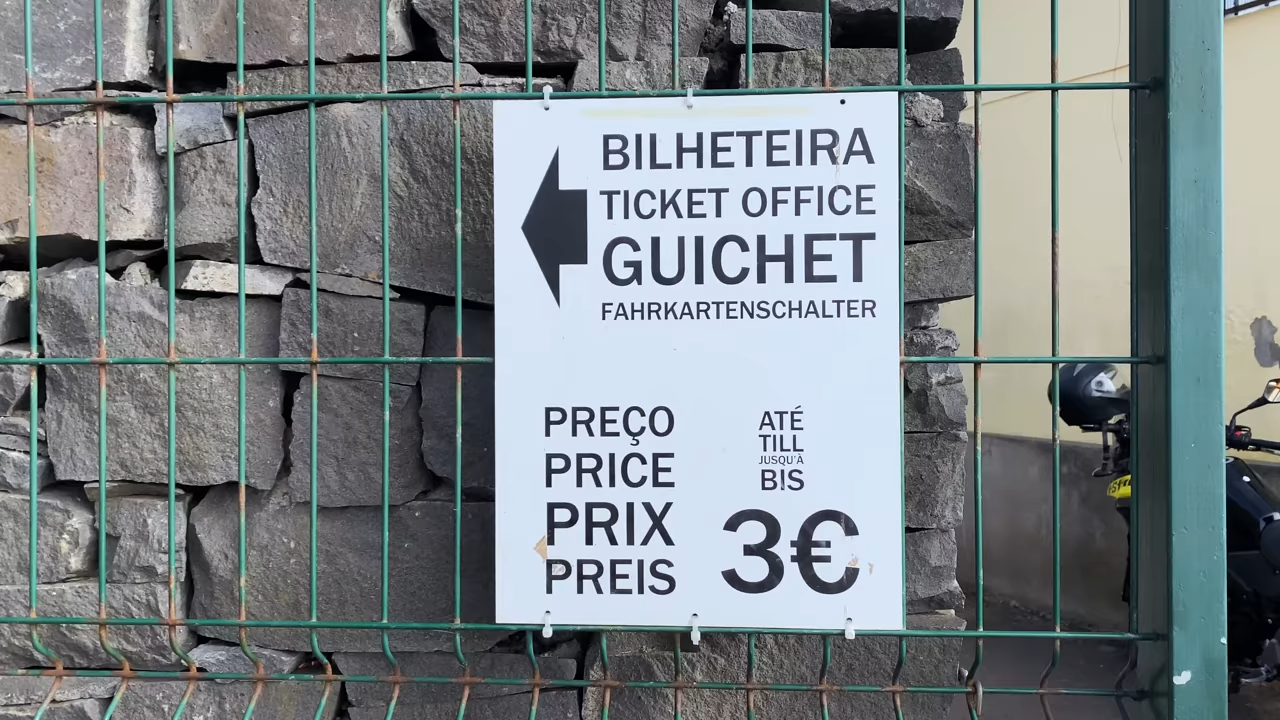 BILHETEIRA
TICKET OFFICE
GUICHET
FAHRKARTENSCHALTER
PREÇO
PRICE
PRIX
PREIS
ATÉ
TILL
JUSQU'À
BIS
3€